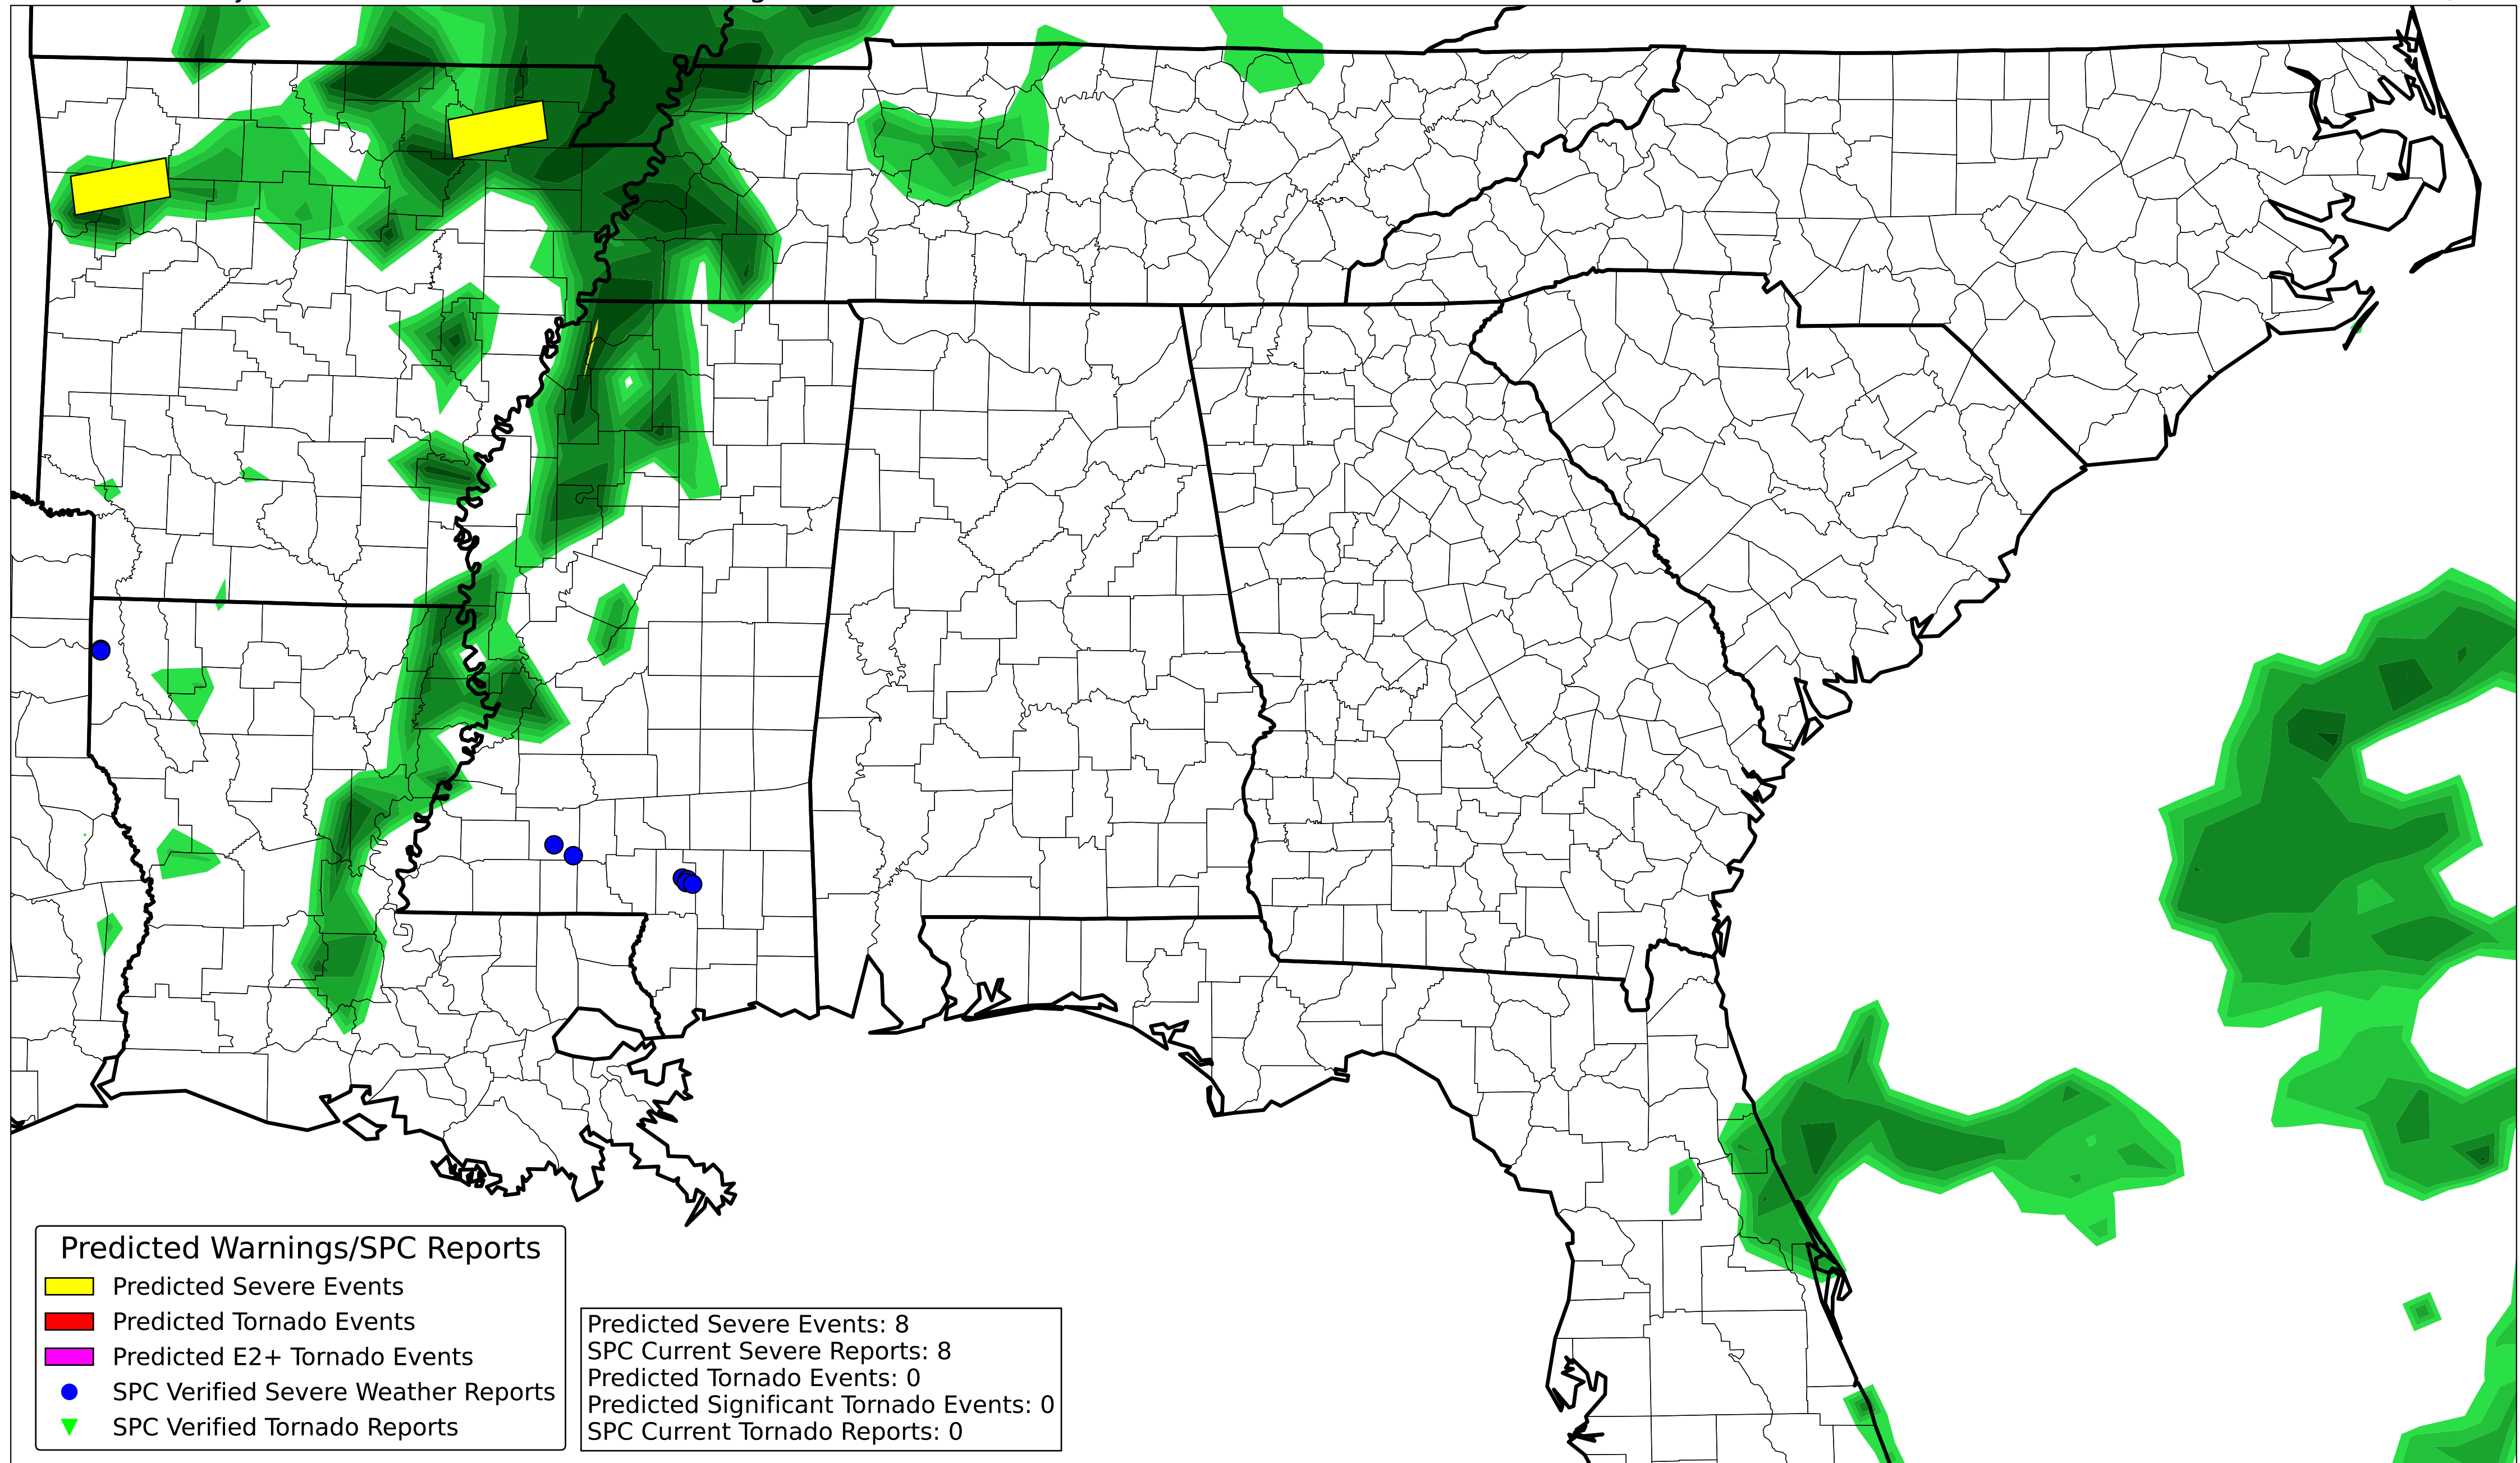 Predicted Warnings/SPC Reports
Predicted Severe Events
Predicted Tornado Events
Predicted E2+ Tornado Events
SPC Verified Severe Weather Reports
SPC Verified Tornado Reports
Predicted Severe Events: 8
SPC Current Severe Reports: 8
Predicted Tornado Events: 0
Predicted Significant Tornado Events: 0
SPC Current Tornado Reports: 0